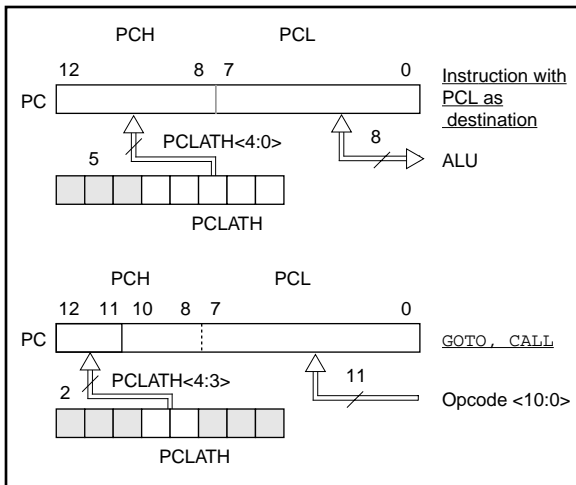 PCH PCL
12 8 7 0
PC
Instruction with
PCL as
destination
PCLATH<4:0>
5
8
ALU
PCLATH
PCH PCL
12 11 10 8 7 0
PC
GOTO, CALL
PCLATH<4:3>
2
11
Opcode <10:0>
PCLATH